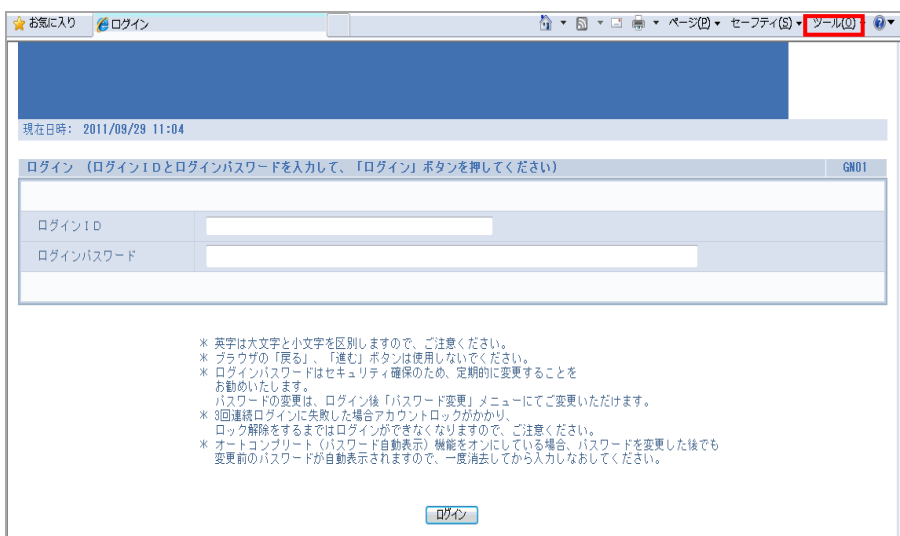 お気に入り ログイン ページ(P) セーフティ(S) ツール(O)
現在日時： 2011/09/29 11:04
ログイン （ログインＩＤとログインパスワードを入力して、「ログイン」ボタンを押してください） GN01
ログインＩＤ
ログインパスワード
＊ 英字は大文字と小文字を区別しますので、ご注意ください。
＊ ブラウザの「戻る」、「進む」ボタンは使用しないでください。
＊ ログインパスワードはセキュリティ確保のため、定期的に変更することを
お勧めいたします。
パスワードの変更は、ログイン後「パスワード変更」メニューにてご変更いただけます。
＊ 3回連続ログインに失敗した場合アカウントロックがかかり、
ロック解除をするまではログインができなくなりますので、ご注意ください。
＊ オートコンプリート（パスワード自動表示）機能をオンにしている場合、パスワードを変更した後でも
変更前のパスワードが自動表示されますので、一度消去してから入力しなおしてください。
ログイン